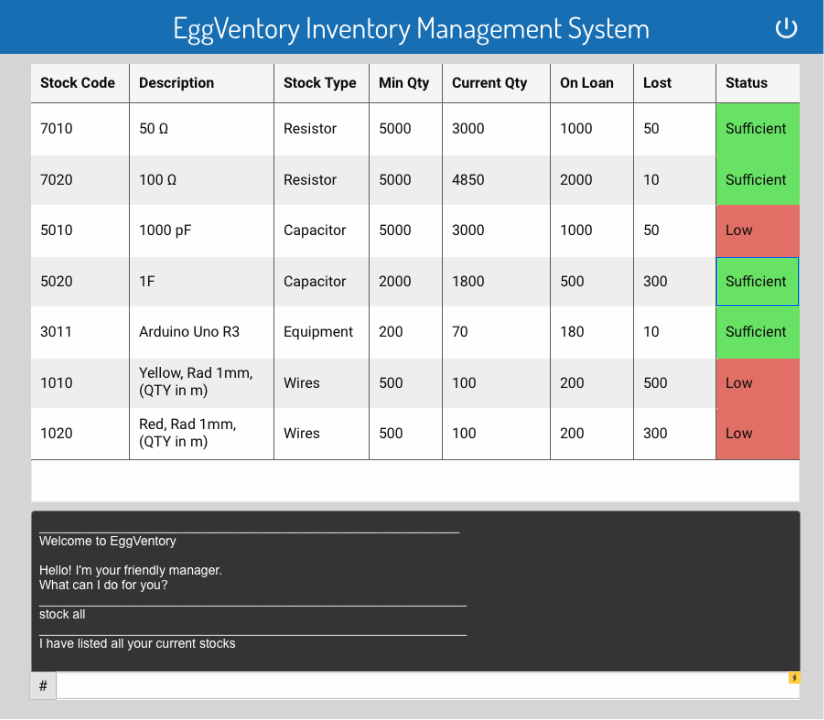 EggVentory Inventory Management System
Stock Code Description Stock Type Min Qty Current Qty On Loan Lost Status
7010 50 Ω Resistor 5000 3000 1000 50 Sufficient
7020 100 Ω Resistor 5000 4850 2000 10 Sufficient
5010 1000 pF Capacitor 5000 3000 1000 50 Low
5020 1F Capacitor 2000 1800 500 300 Sufficient
3011 Arduino Uno R3 Equipment 200 70 180 10 Sufficient
1010 Yellow, Rad 1mm, (QTY in m) Wires 500 100 200 500 Low
1020 Red, Rad 1mm, (QTY in m) Wires 500 100 200 300 Low
Welcome to EggVentory
Hello! I'm your friendly manager.
What can I do for you?
stock all
I have listed all your current stocks
#